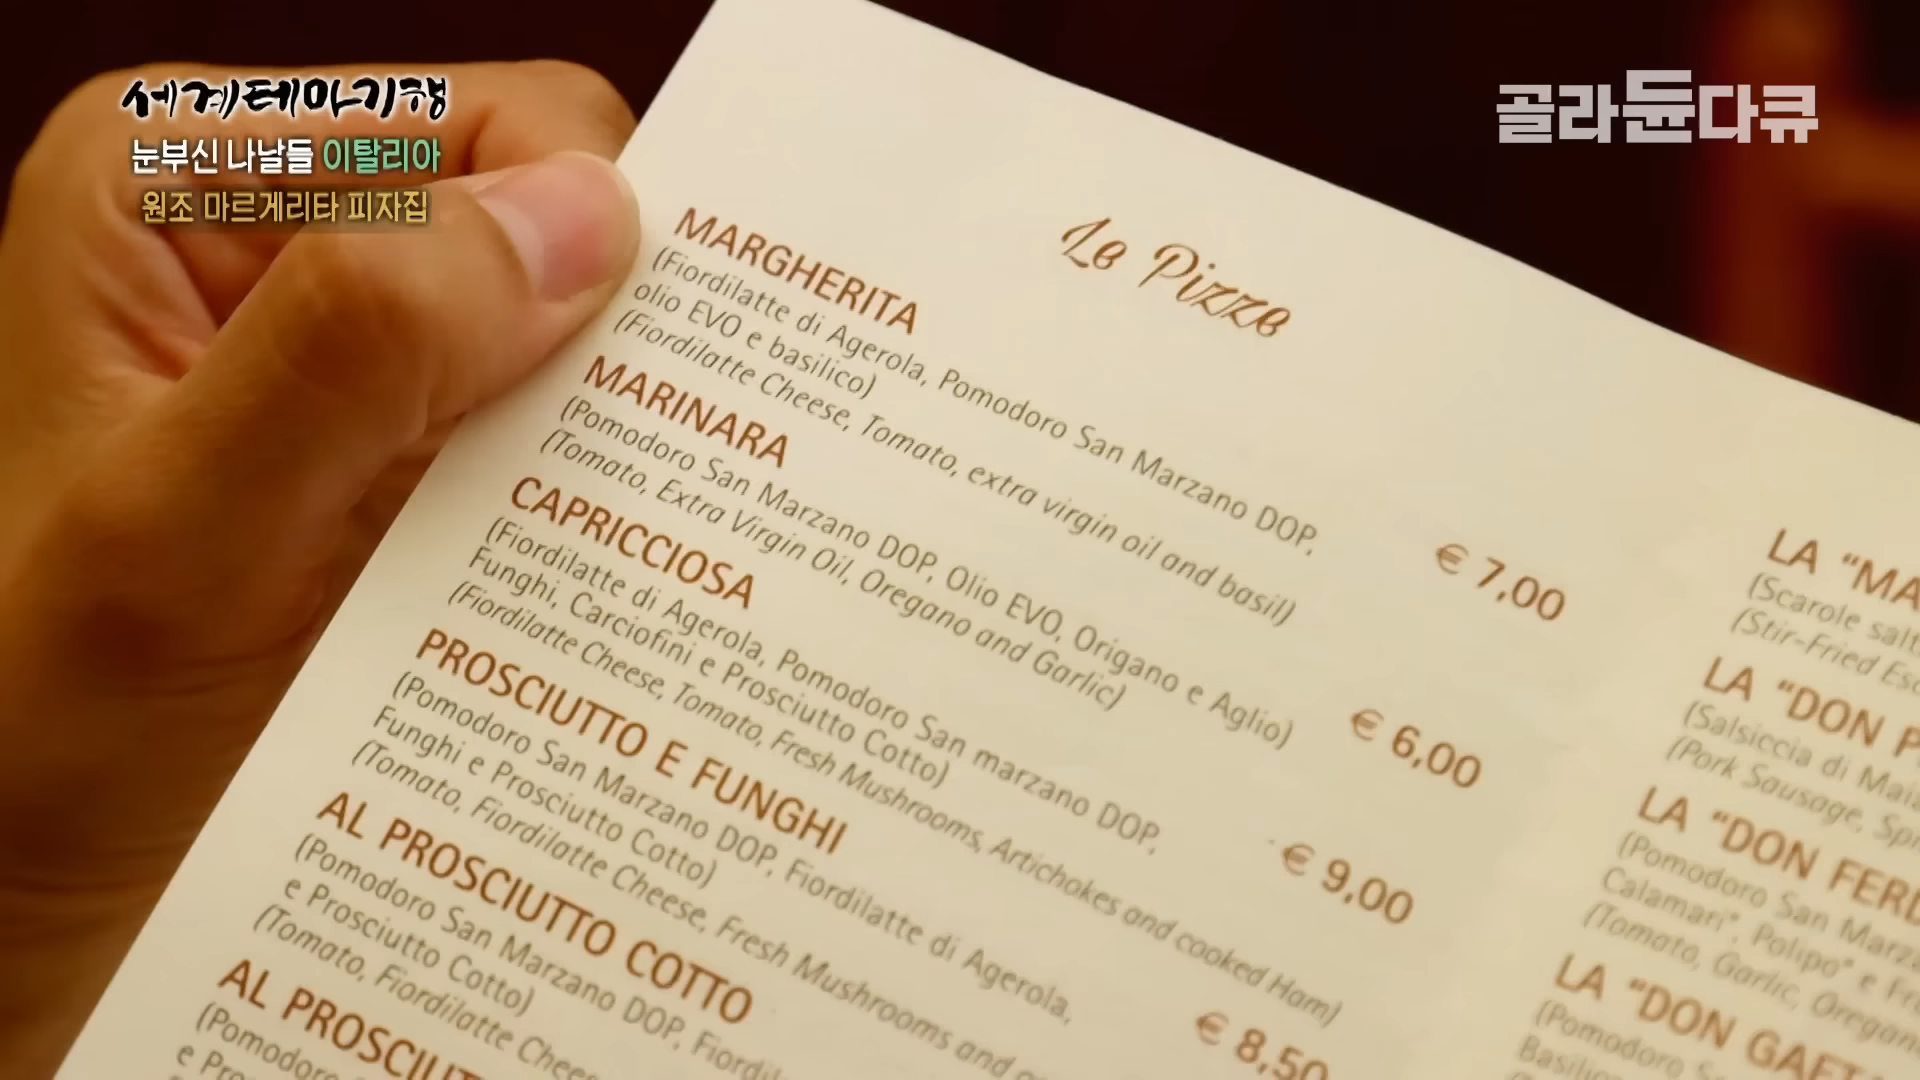 세계테마기행
눈부신 나날들 이탈리아
원조 마르게리타 피자집
골라둔다큐
Le Pizze
MARGHERITA
(Fiordilatte di Agerola, Pomodoro San Marzano DOP,
olio EVO e basilico)
(Fiordilatte Cheese, Tomato, extra virgin oil and basil)
€ 7,00
MARINARA
(Pomodoro San Marzano DOP, Olio EVO, Origano e Aglio)
(Tomato, Extra Virgin Oil, Oregano and Garlic)
€ 6,00
CAPRICCIOSA
(Fiordilatte di Agerola, Pomodoro San marzano DOP,
Funghi, Carciofini e Prosciutto Cotto)
(Fiordilatte Cheese, Tomato, Fresh Mushrooms, Artichokes and cooked Ham)
€ 9,00
PROSCIUTTO E FUNGHI
(Pomodoro San Marzano DOP, Fiordilatte di Agerola,
Funghi e Prosciutto Cotto)
(Tomato, Fiordilatte Cheese, Fresh Mushrooms and
€ 8,50
AL PROSCIUTTO COTTO
(Pomodoro San Marzano DOP,
e Prosciutto Cotto)
(Tomato, Fiordilatte
AL
(Pomodoro
e
LA "MA
(Scarole
(Stir-Fried
LA "DON
(Salsiccia di
(Pork Sausage,
LA "DON
(Pomodoro San
Calamari*, Polipo* e
(Tomato, Garlic,
LA "DON
(Pomodoro